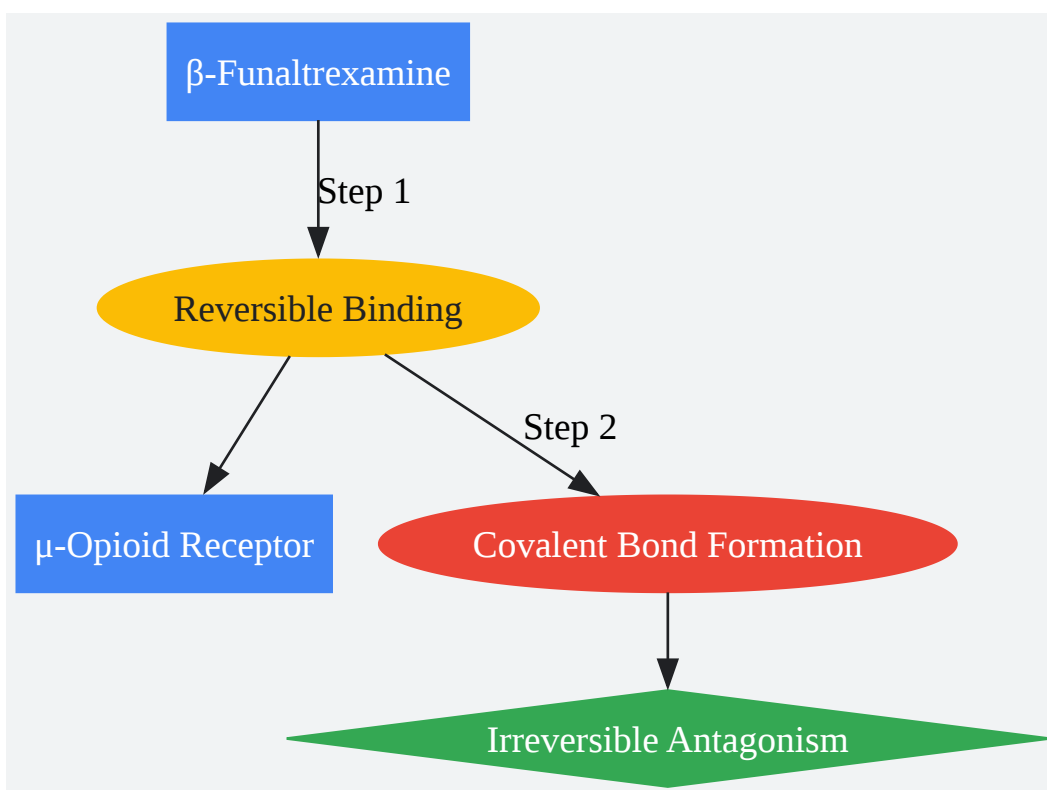 β-Funaltrexamine
Step 1
Reversible Binding
Step 2
μ-Opioid Receptor
Covalent Bond Formation
Irreversible Antagonism